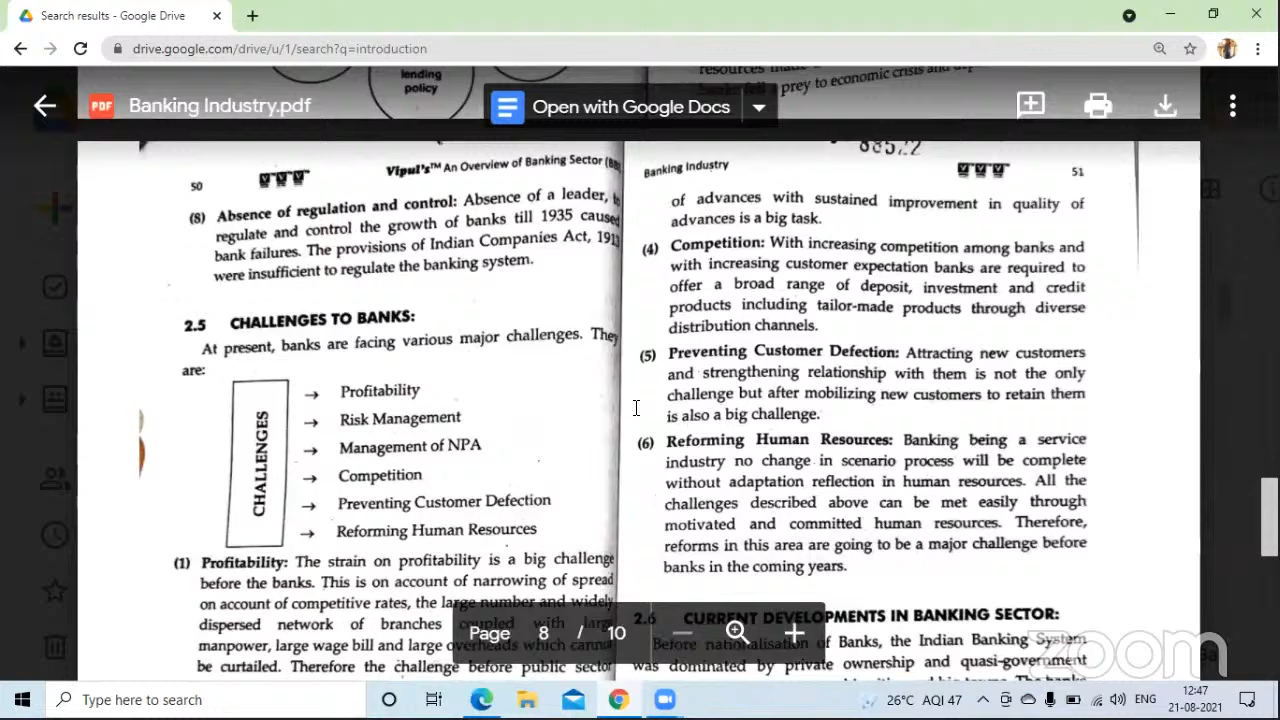 Search results - Google Drive
drive.google.com/drive/u/1/search?q=introduction
lending
policy
resources
prey to economic crisis and
PDF Banking Industry.pdf
Open with Google Docs
50
Vipul's™ An Overview of Banking Sector
(8) Absence of regulation and control: Absence of a leader,
regulate and control the growth of banks till 1935 caused
bank failures. The provisions of Indian Companies Act,
were insufficient to regulate the banking system.
2.5 CHALLENGES TO BANKS:
At present, banks are facing various major challenges. They
are:
CHALLENGES
→ Profitability
→ Risk Management
→ Management of NPA
→ Competition
→ Preventing Customer Defection
→ Reforming Human Resources
(1) Profitability: The strain on profitability is a big challenge
before the banks. This is on account of narrowing of spread
on account of competitive rates, the large number and widely
dispersed network of branches coupled with large
manpower, large wage bill and large overheads which cannot
be curtailed. Therefore the challenge before public sector
Banking Industry
51
of advances with sustained improvement in quality of
advances is a big task.
(4) Competition: With increasing competition among banks and
with increasing customer expectation banks are required to
offer a broad range of deposit, investment and credit
products including tailor-made products through diverse
distribution channels.
(5) Preventing Customer Defection: Attracting new customers
and strengthening relationship with them is not the only
challenge but after mobilizing new customers to retain them
is also a big challenge.
(6) Reforming Human Resources: Banking being a service
industry no change in scenario process will be complete
without adaptation reflection in human resources. All the
challenges described above can be met easily through
motivated and committed human resources. Therefore,
reforms in this area are going to be a major challenge before
banks in the coming years.
2.6 CURRENT DEVELOPMENTS IN BANKING SECTOR:
Before nationalisation of Banks, the Indian Banking System
was dominated by private ownership and quasi-government
Page 8 / 10
zoom
Type here to search
26°C AQI 47
ENG
12:47
21-08-2021